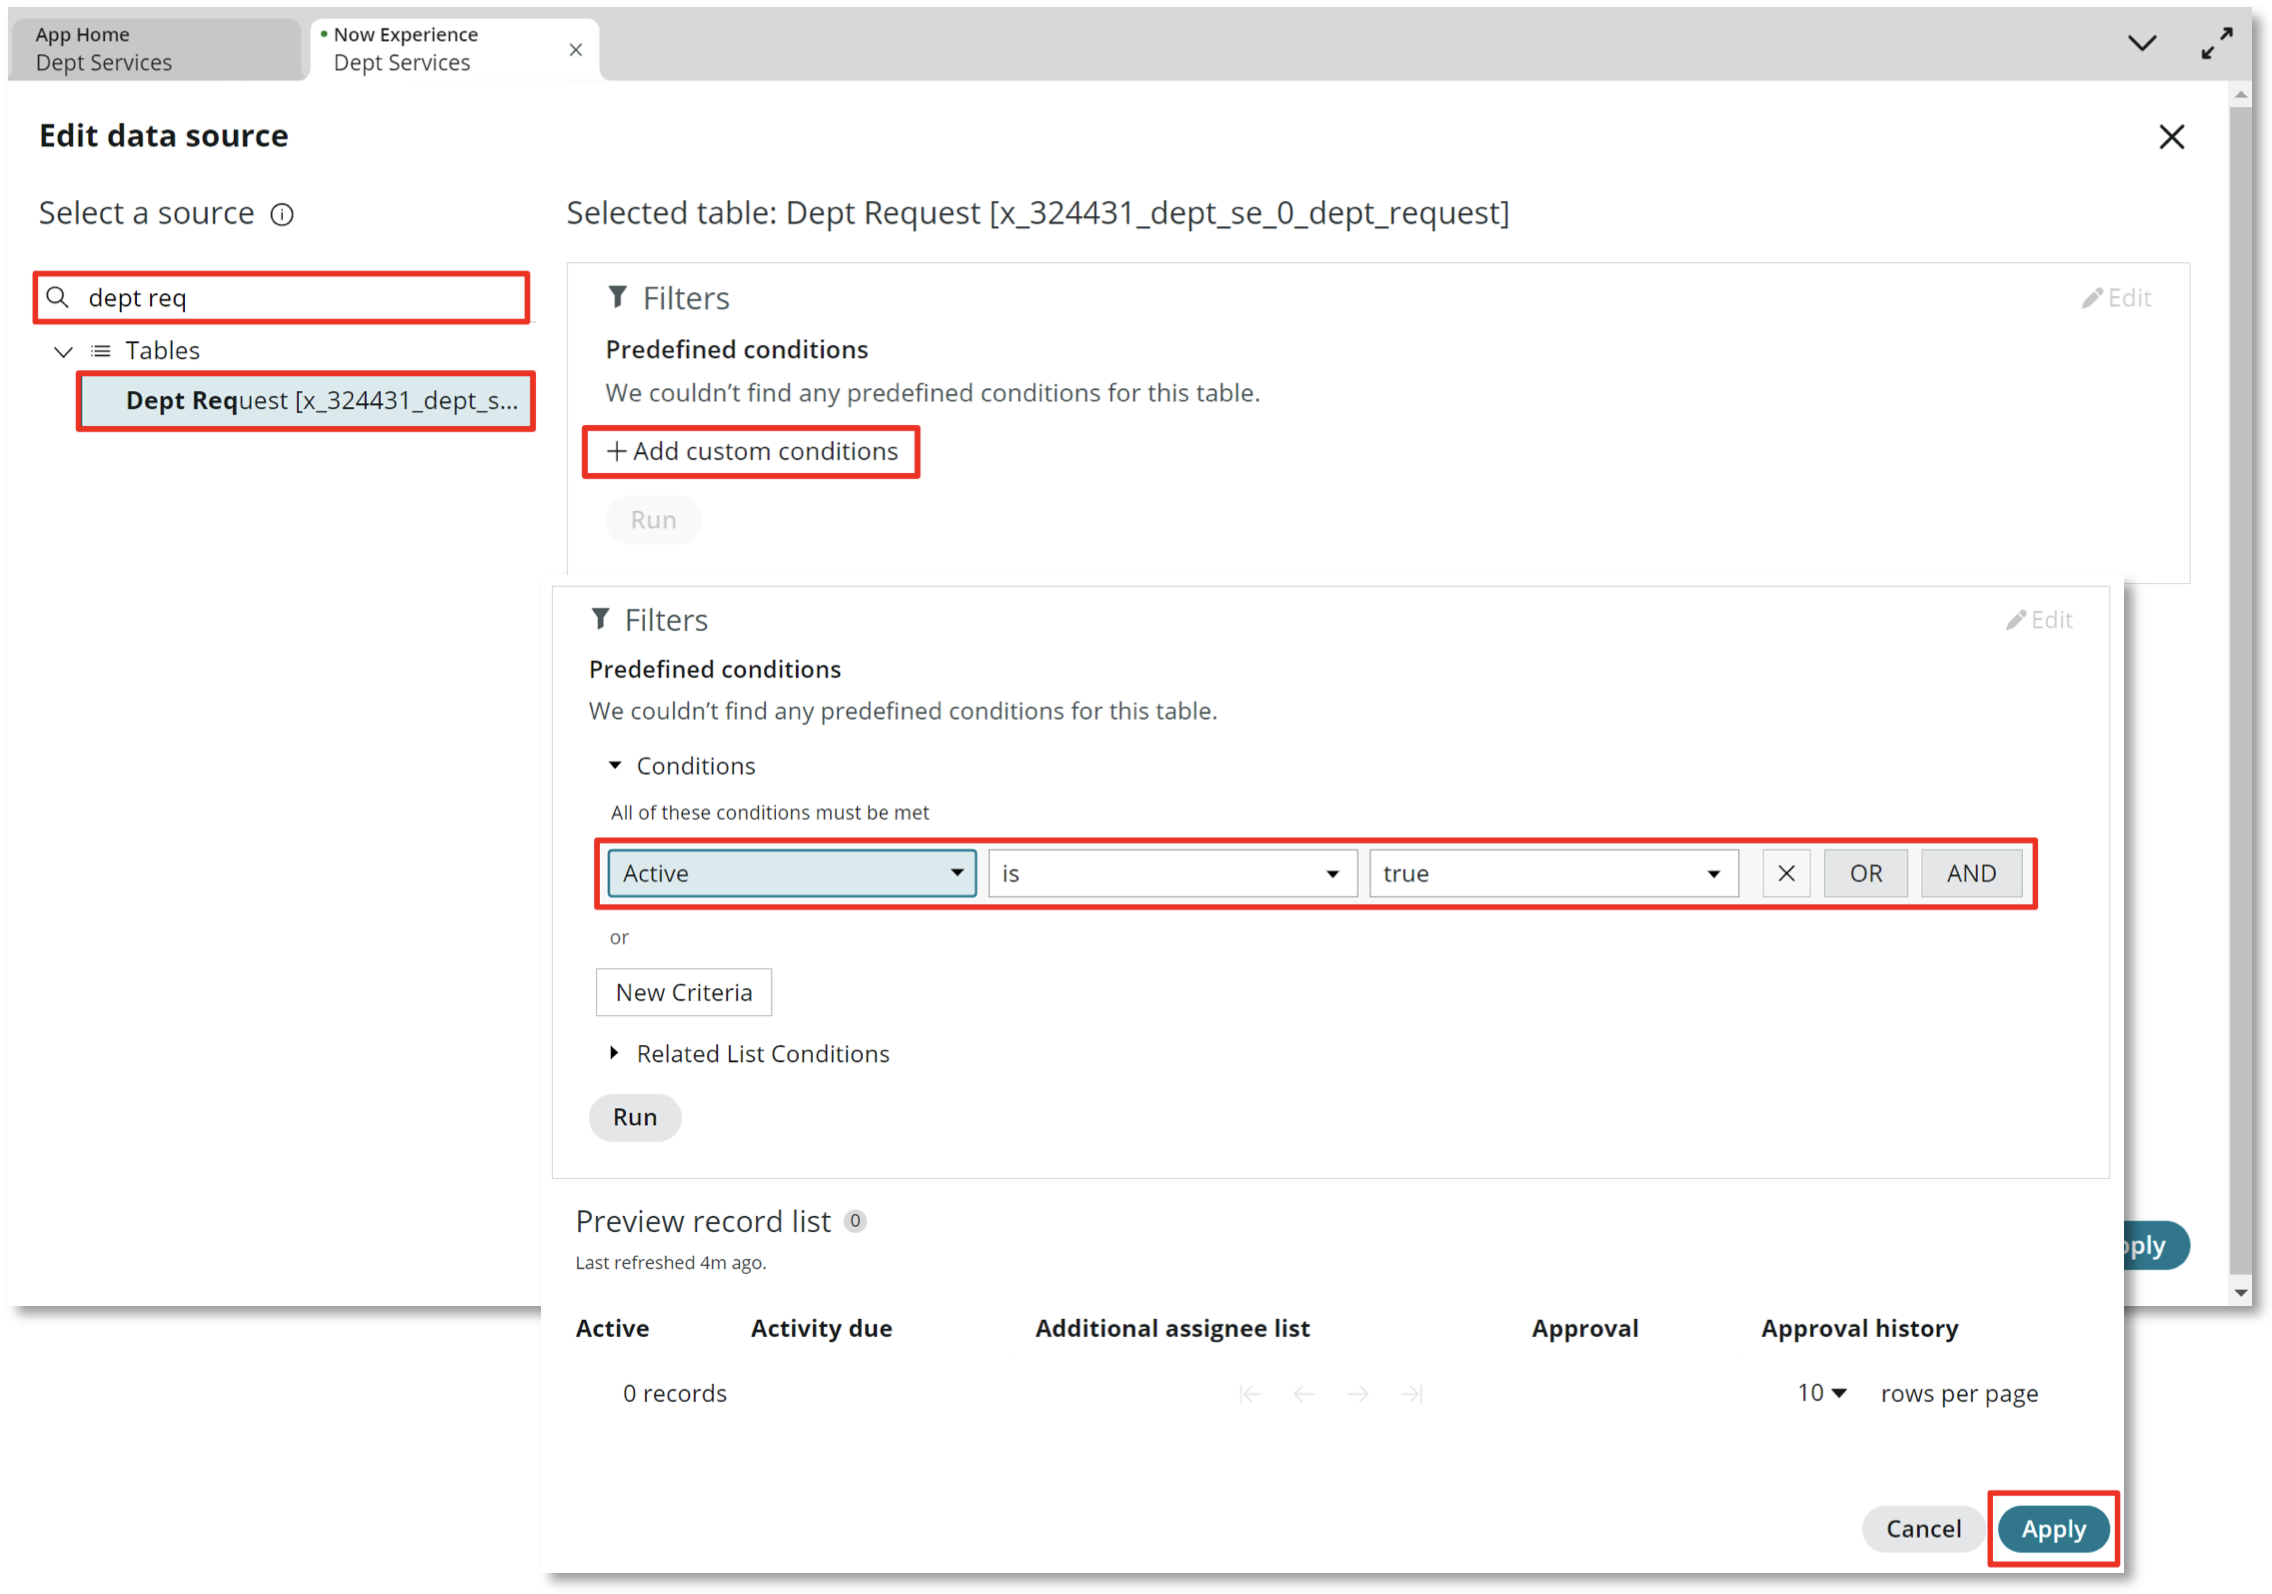 App Home
Dept Services
Now Experience
Dept Services
Edit data source
Select a source
dept req
Tables
Dept Request [x_324431_dept_s...
Selected table: Dept Request [x_324431_dept_se_0_dept_request]
Filters
Edit
Predefined conditions
We couldn’t find any predefined conditions for this table.
+ Add custom conditions
Run
Filters
Edit
Predefined conditions
We couldn’t find any predefined conditions for this table.
Conditions
All of these conditions must be met
Active is true OR AND
or
New Criteria
Related List Conditions
Run
Preview record list 0
Last refreshed 4m ago.
Active Activity due Additional assignee list Approval Approval history
0 records 10 rows per page
Cancel Apply